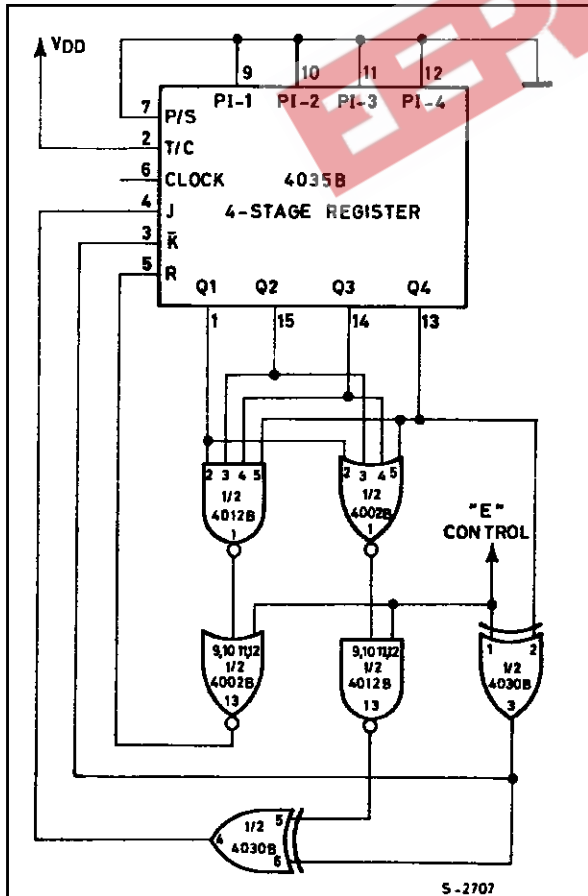 VDD
9 10 11 12
PI-1 PI-2 PI-3 PI-4
7 P/S
2 T/C
6 CLOCK 4035B
4 J 4-STAGE REGISTER
3 K̅
5 R
Q1 Q2 Q3 Q4
1 15 14 13
2 3 4 5
1/2
4012B
1
2 3 4 5
1/2
4002B
1
"E"
CONTROL
9,10 11,12
1/2
4002B
13
9,10 11,12
1/2
4012B
13
1 2
1/2
4030B
3
4 1/2 5
4030B 6
S-2707